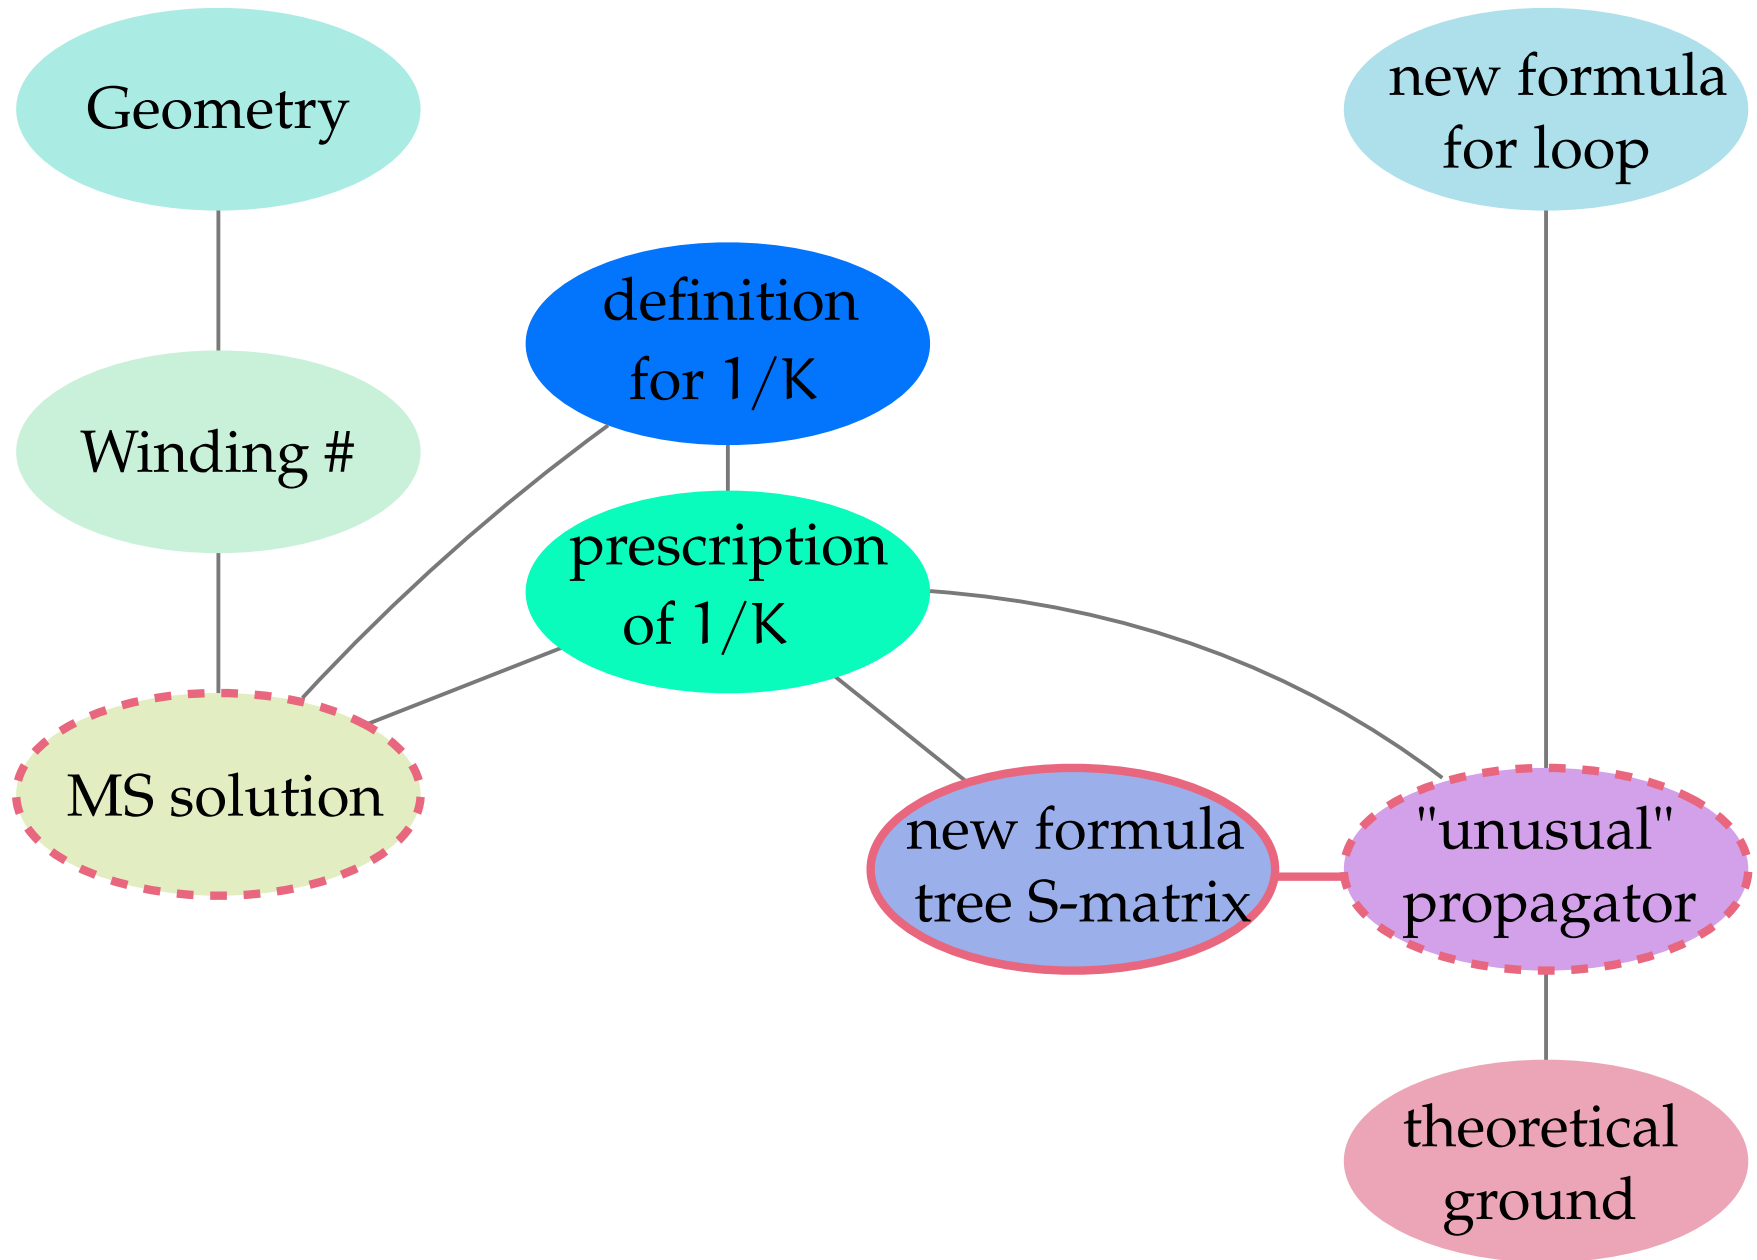 Geometry
new formula
for loop
definition
for 1/K
Winding #
prescription
of 1/K
MS solution
new formula
tree S-matrix
"unusual"
propagator
theoretical
ground